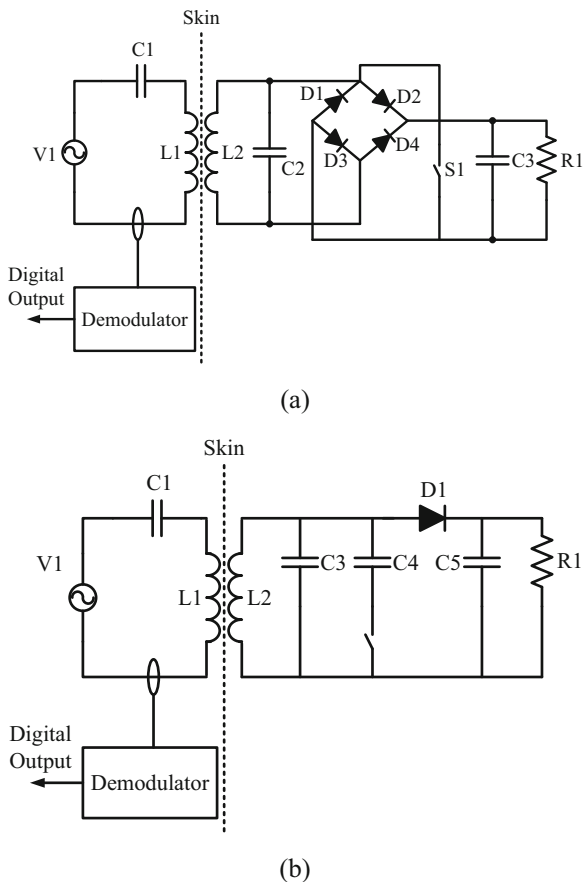 Skin
C1
D1
D2
V1
L1
L2
C2
D3
D4
S1
C3
R1
Digital
Output
Demodulator
(a)
Skin
C1
D1
V1
L1
L2
C3
C4
C5
R1
Digital
Output
Demodulator
(b)